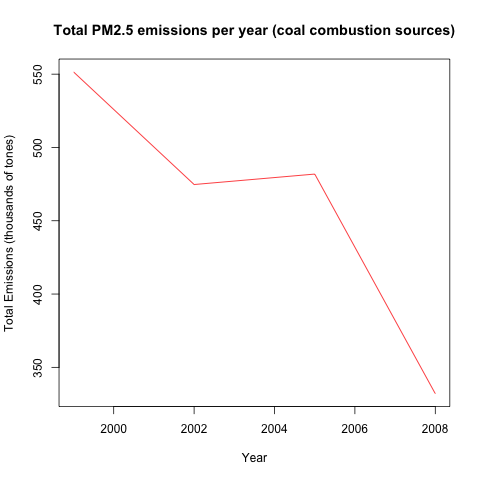 Total PM2.5 emissions per year (coal combustion sources)
Total Emissions (thousands of tones)
550
500
450
400
350
2000 2002 2004 2006 2008
Year